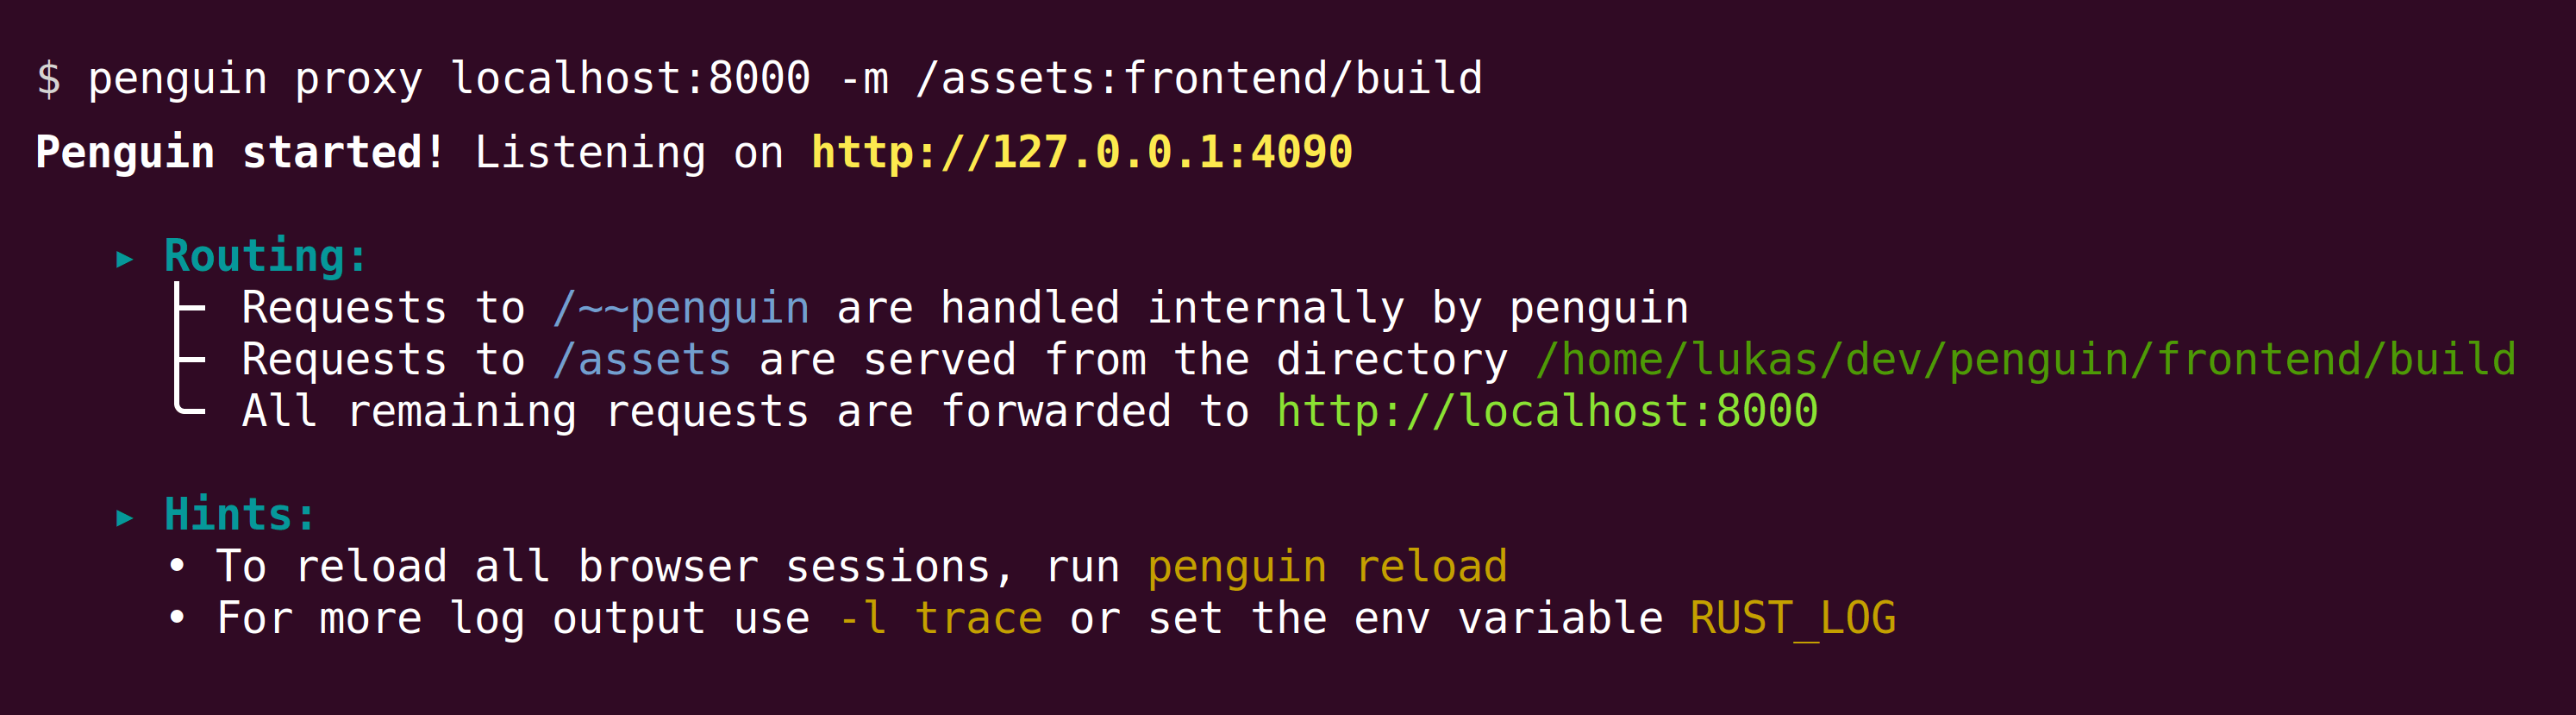 $ penguin proxy localhost:8000 -m /assets:frontend/build
Penguin started! Listening on http://127.0.0.1:4090
▸ Routing:
├─ Requests to /~~penguin are handled internally by penguin
├─ Requests to /assets are served from the directory /home/lukas/dev/penguin/frontend/build
╰─ All remaining requests are forwarded to http://localhost:8000
▸ Hints:
• To reload all browser sessions, run penguin reload
• For more log output use -l trace or set the env variable RUST_LOG